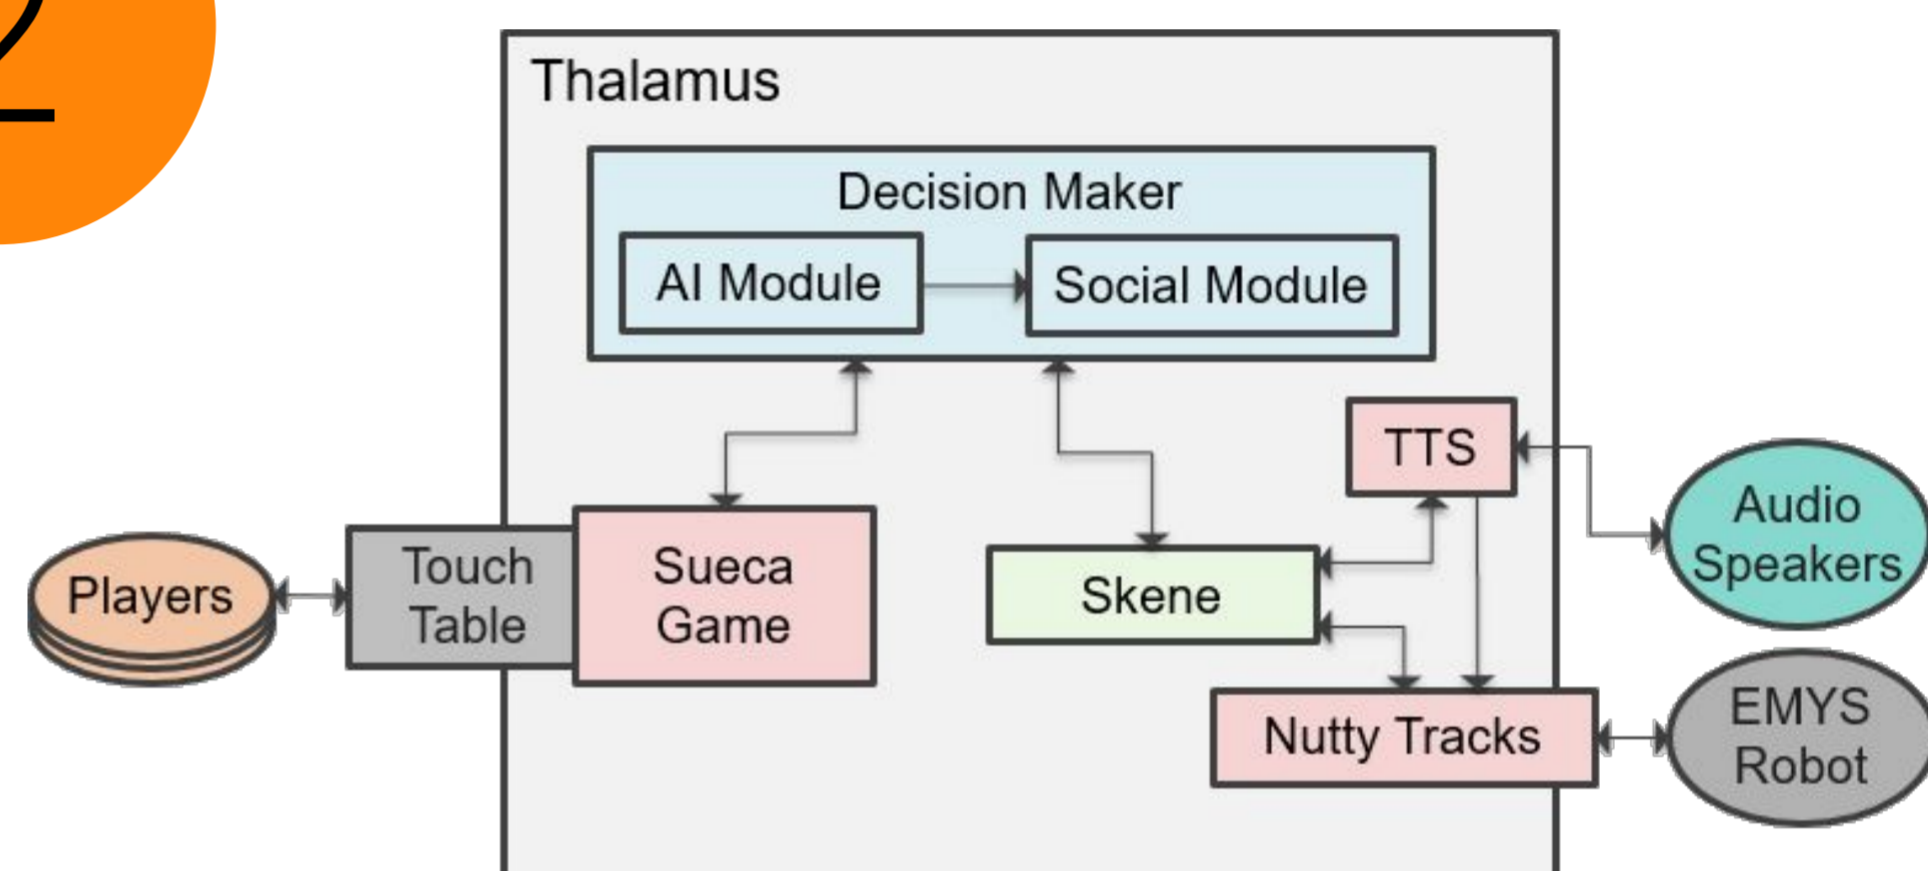 2
Thalamus
Decision Maker
AI Module
Social Module
TTS
Audio
Speakers
Players
Touch
Table
Sueca
Game
Skene
Nutty Tracks
EMYS
Robot